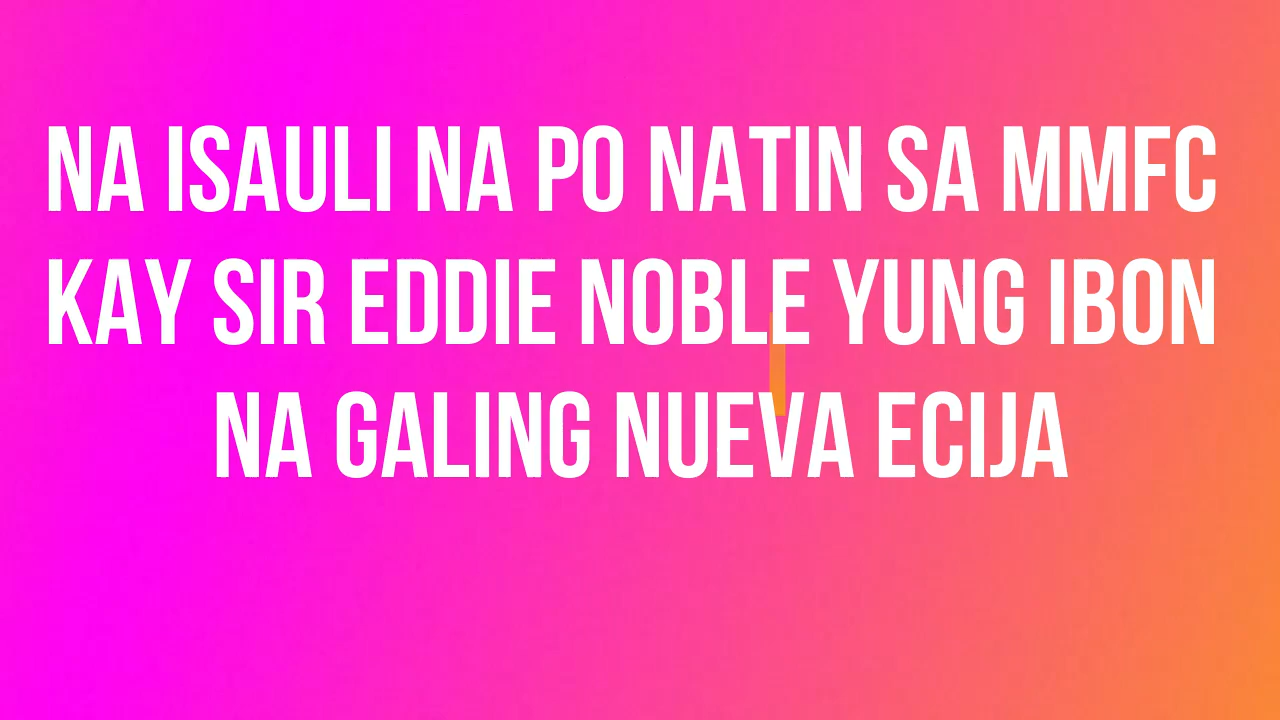 NA ISAULI NA PO NATIN SA MMFC
KAY SIR EDDIE NOBLE YUNG IBON
NA GALING NUEVA ECIJA